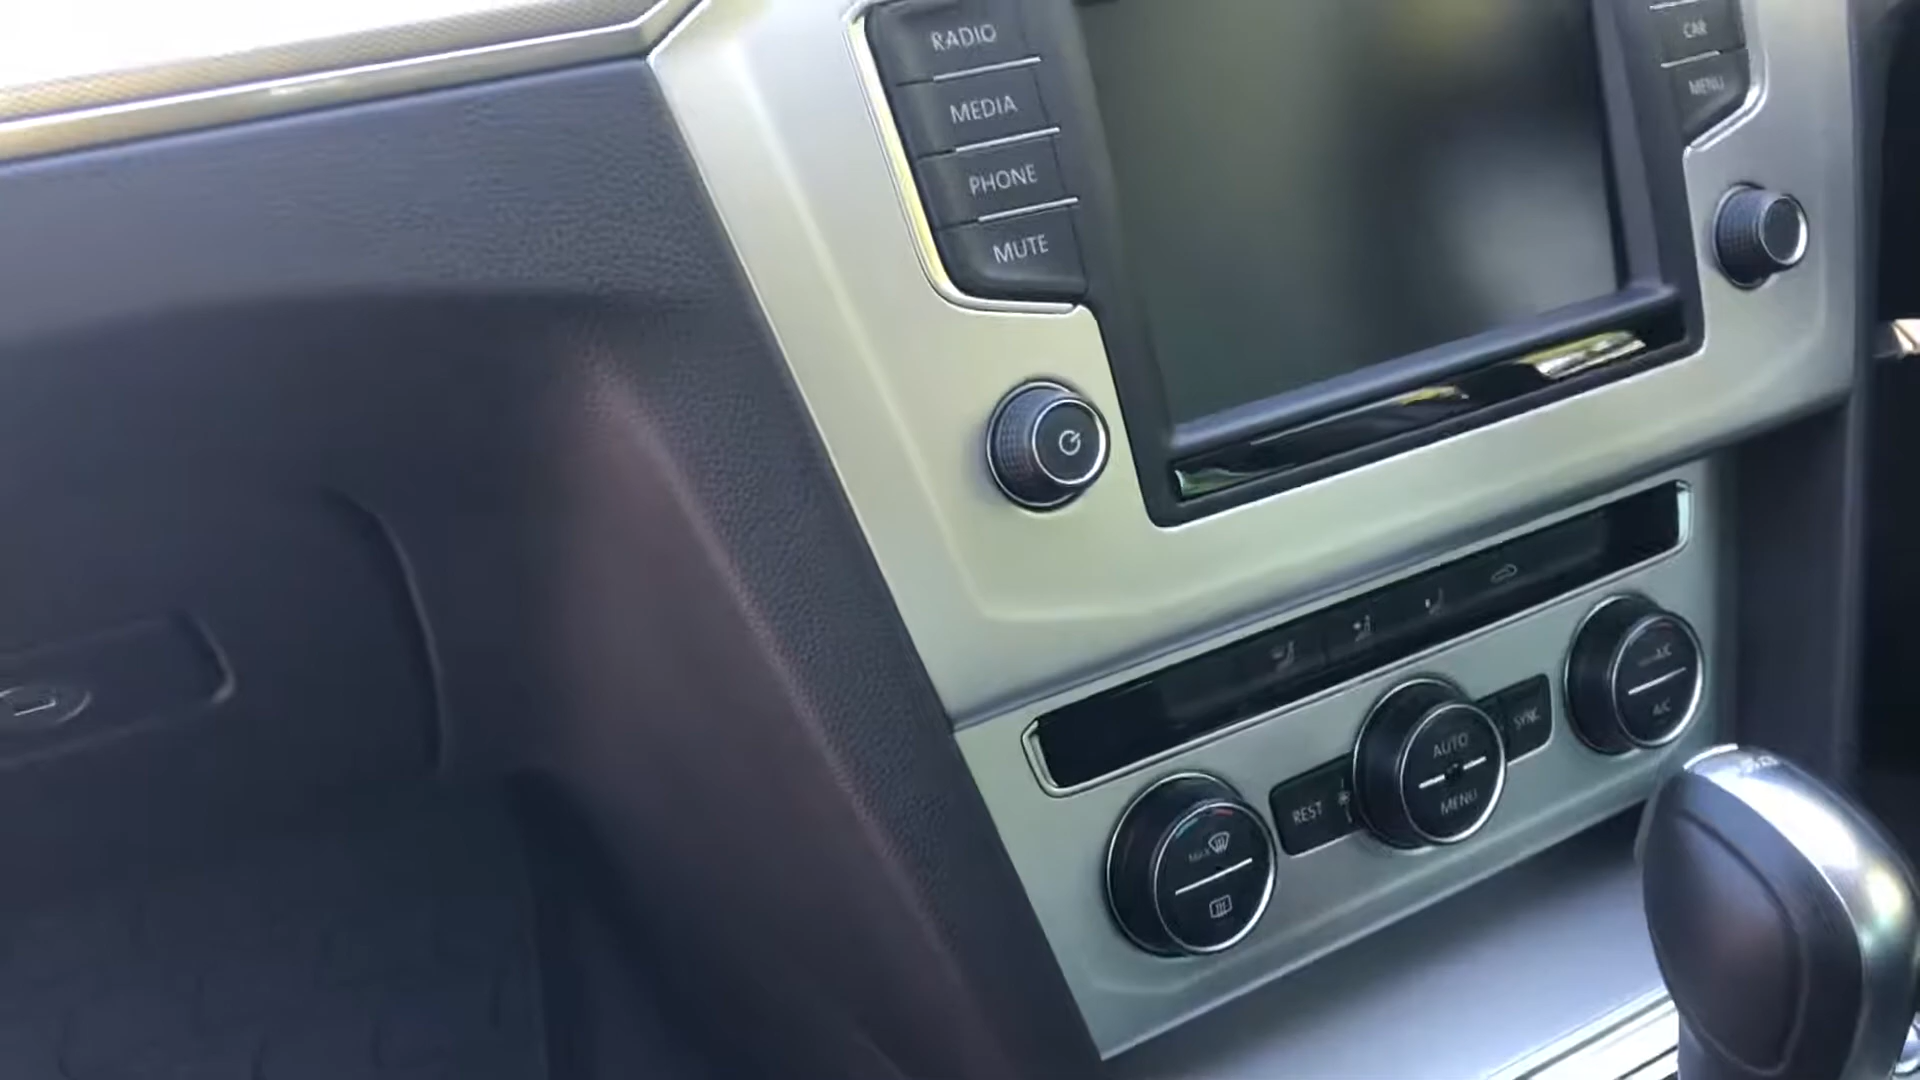 RADIO
MEDIA
PHONE
MUTE
CAR
MENU
AUTO
MENU
REST
SYNC
A/C
A/C
MAX